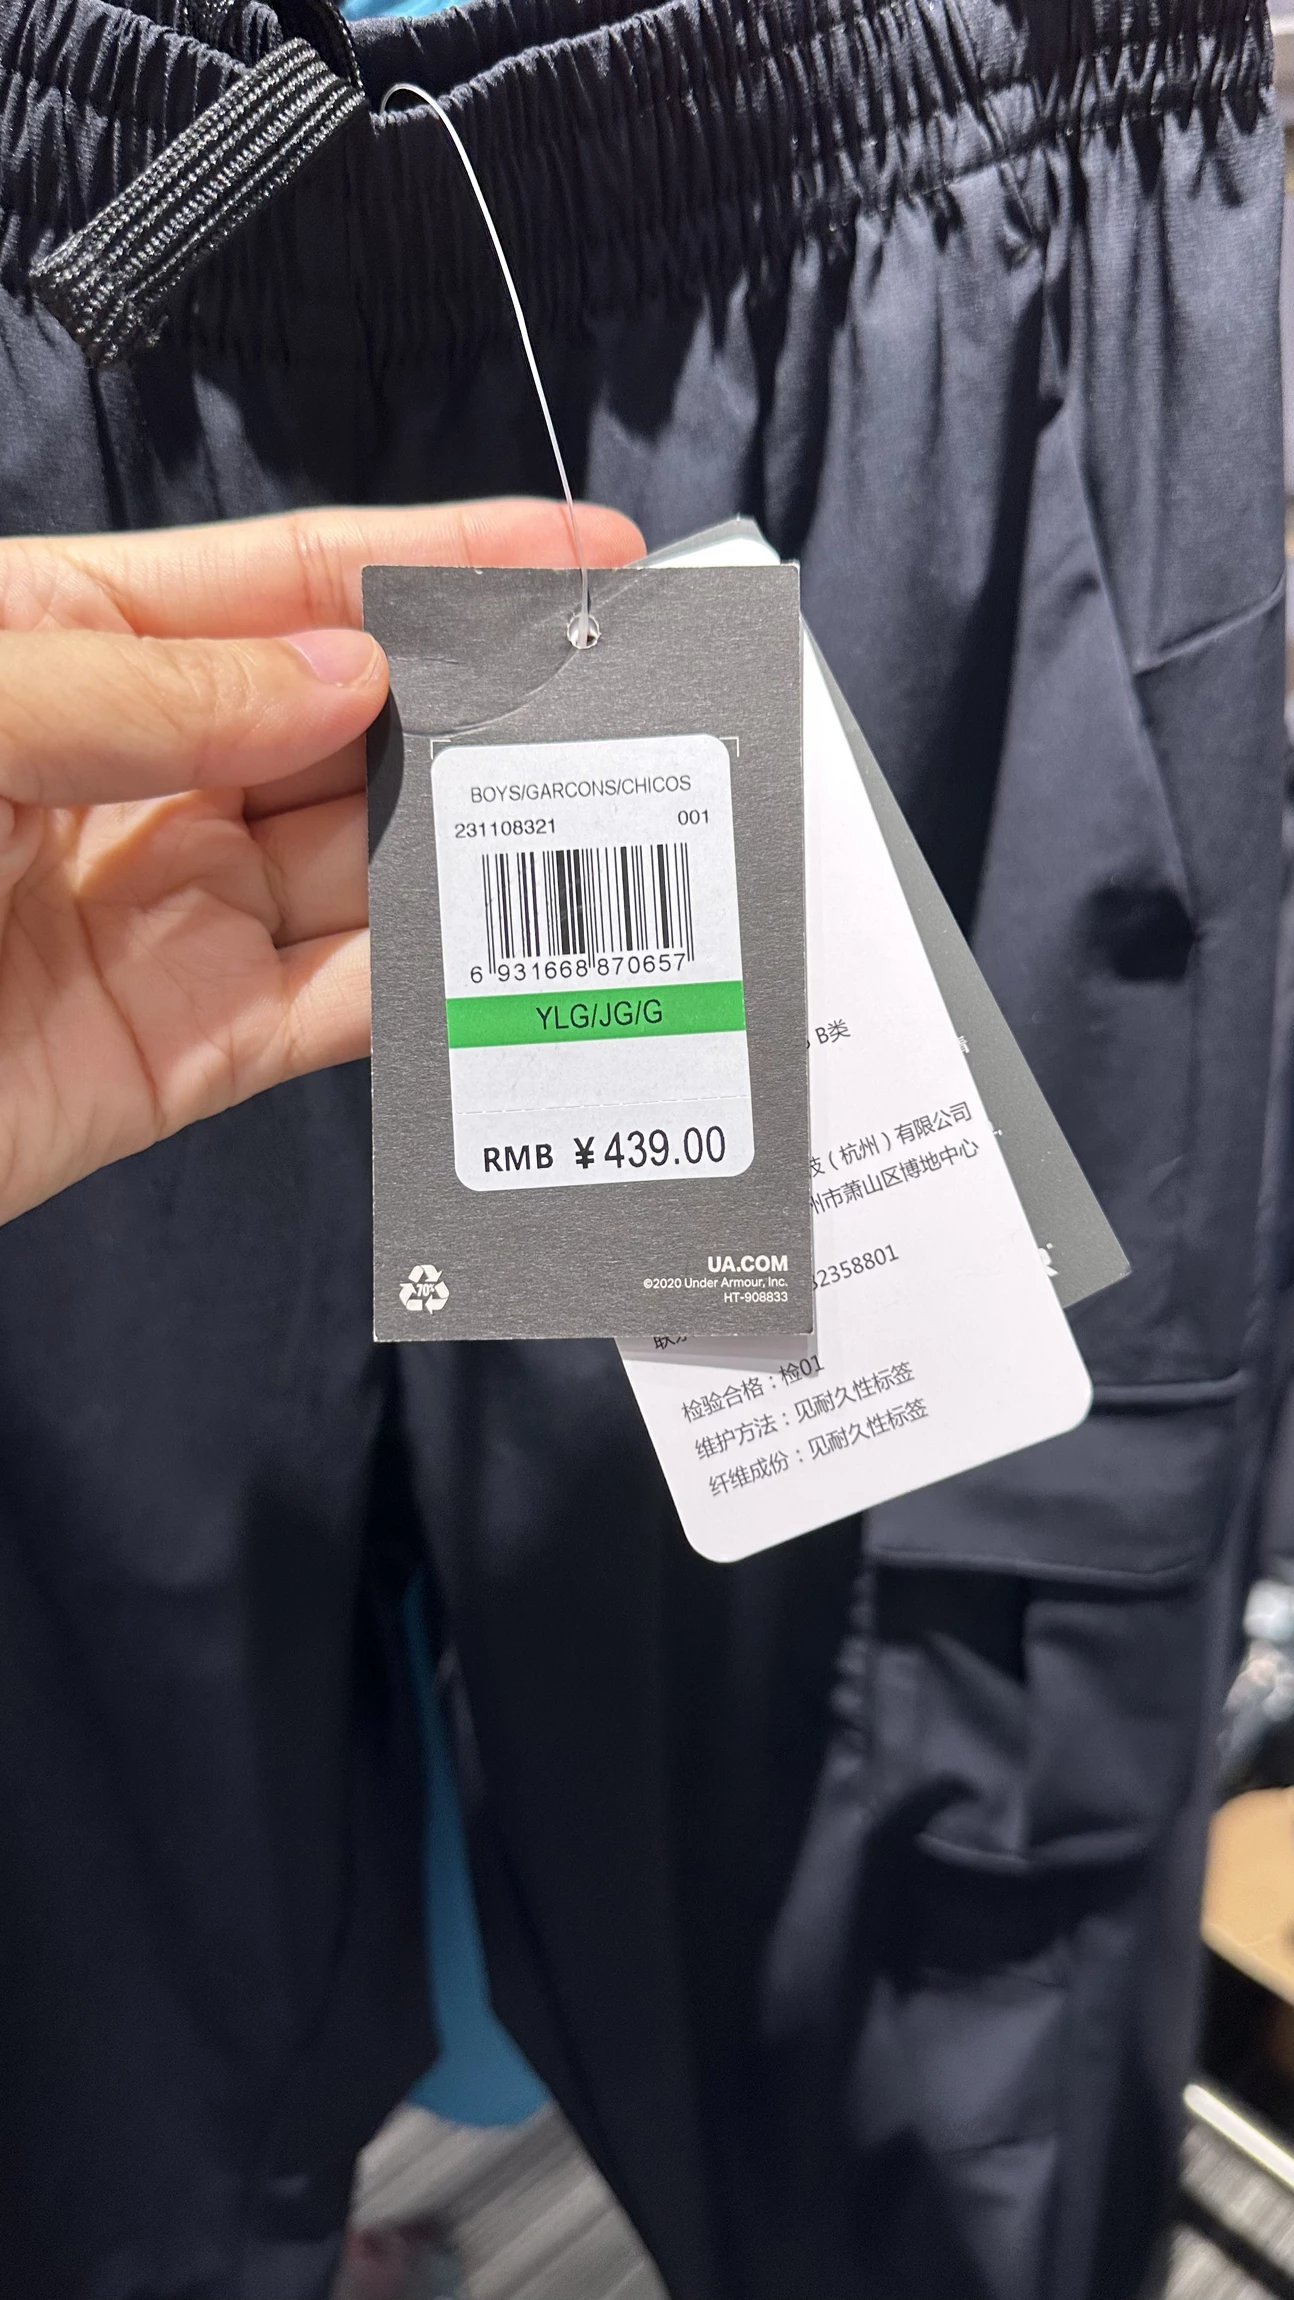 BOYS/GARCONS/CHICOS
231108321 001
6 931668 870657
YLG/JG/G
RMB ¥439.00
70%
UA.COM
©2020 Under Armour, Inc.
HT-908833
B类
(杭州)有限公司
州市萧山区博地中心
2358801
检验合格：检01
维护方法：见耐久性标签
纤维成份：见耐久性标签